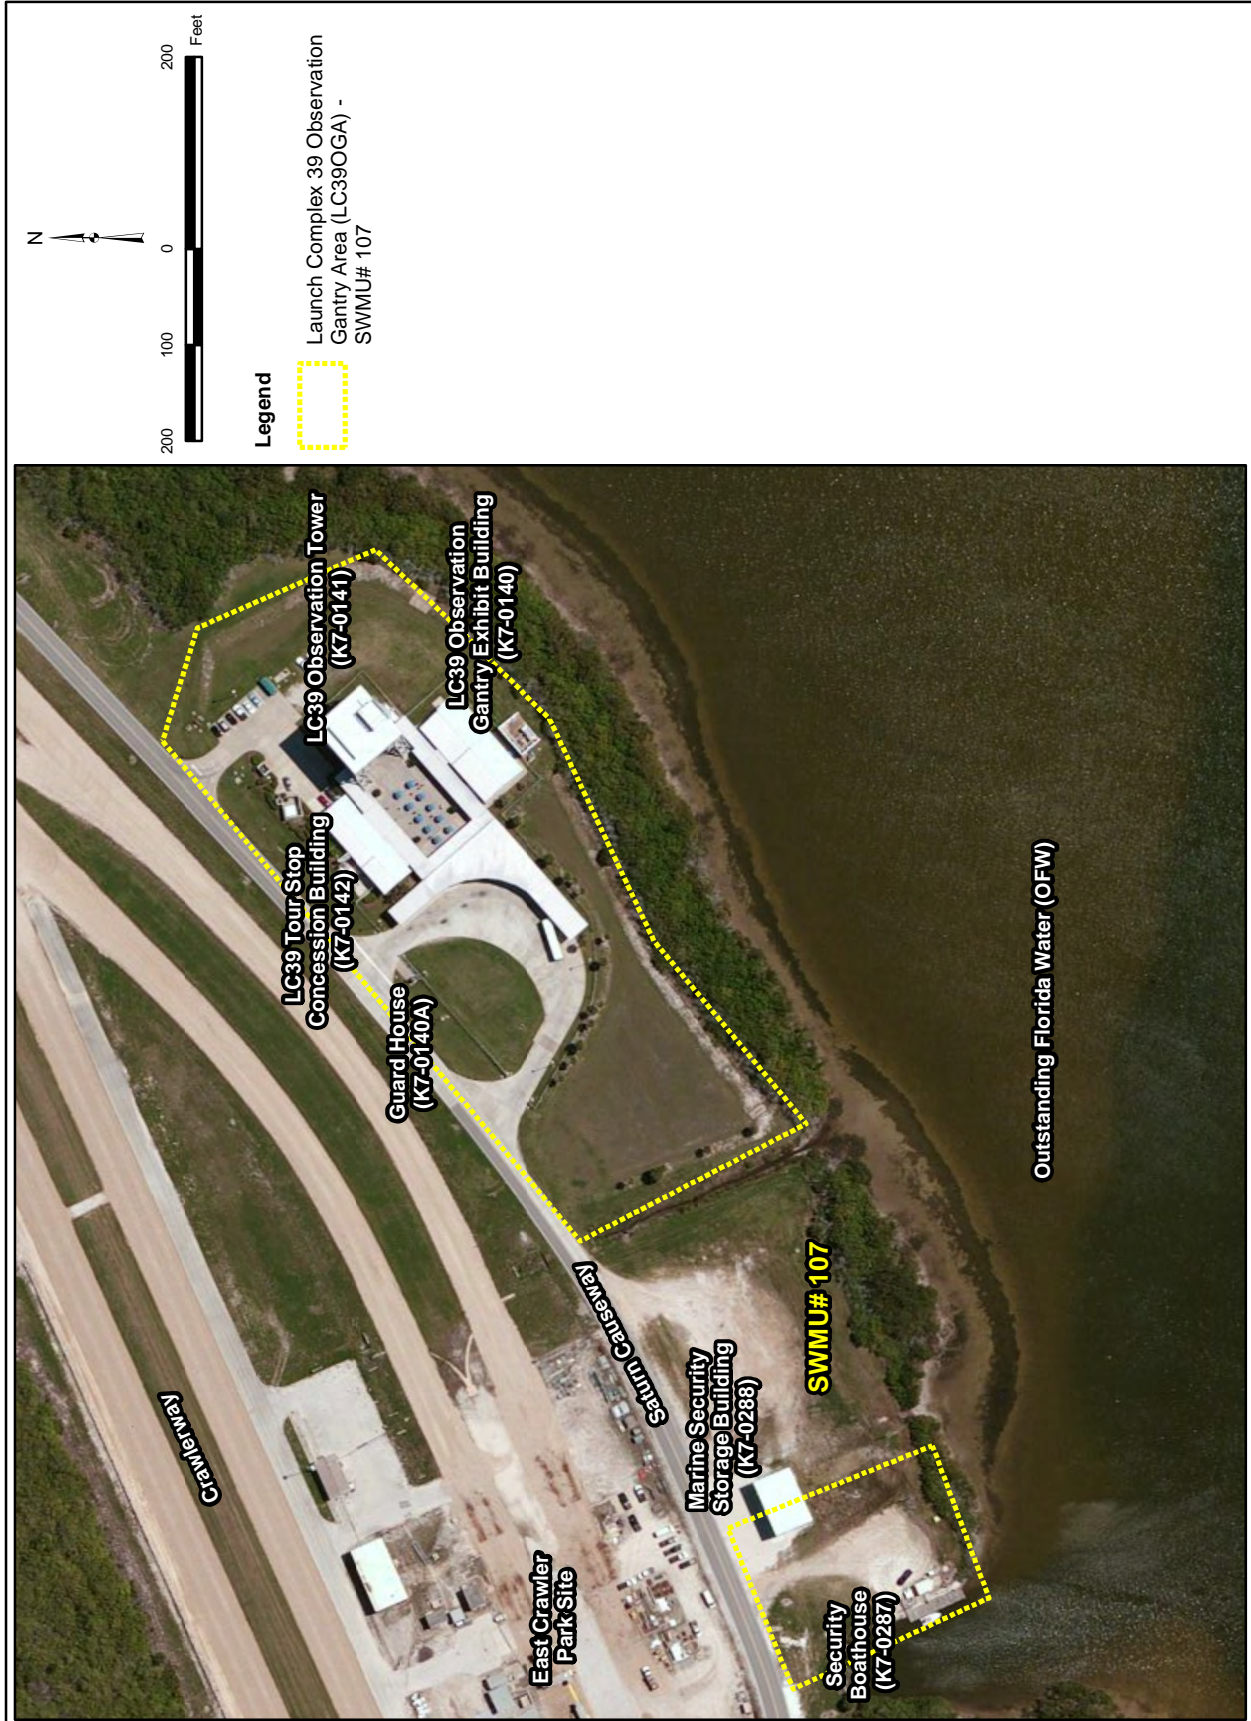 N
200
100
0
200
Feet
Legend
Launch Complex 39 Observation
Gantry Area (LC39OGA) -
SWMU# 107
Crawlerway
LC39 Tour Stop
Concession Building
(K7-0142)
LC39 Observation Tower
(K7-0141)
Guard House
(K7-0140A)
LC39 Observation
Gantry Exhibit Building
(K7-0140)
East Crawler
Park Site
Saturn Causeway
Marine Security
Storage Building
(K7-0288)
SWMU# 107
Security
Boathouse
(K7-0287)
Outstanding Florida Water (OFW)